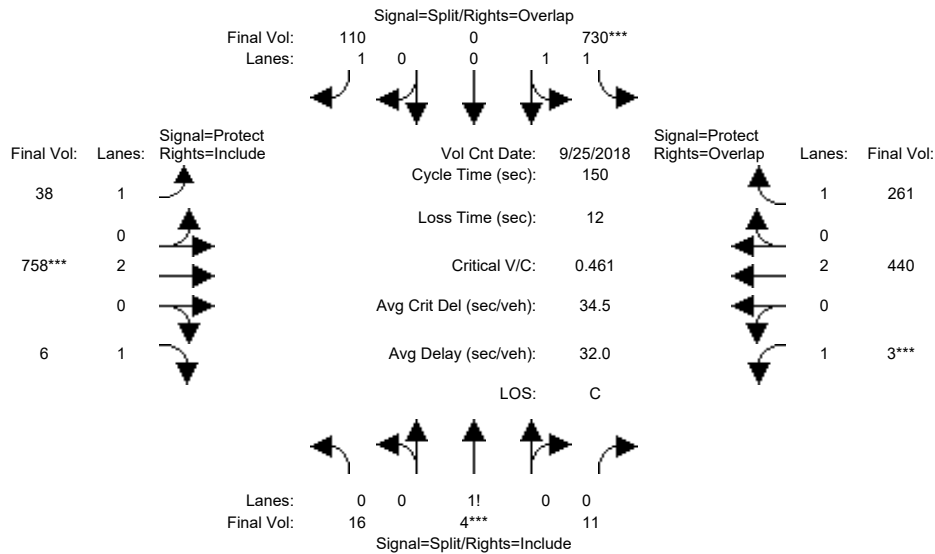 Signal=Split/Rights=Overlap
Final Vol: 110 0 730***
Lanes: 1 0 0 1 1
Signal=Protect Signal=Protect
Final Vol: Lanes: Rights=Include Vol Cnt Date: 9/25/2018 Rights=Overlap Lanes: Final Vol:
Cycle Time (sec): 150
38 1 1 261
Loss Time (sec): 12
0 0
758*** 2 Critical V/C: 0.461 2 440
0 Avg Crit Del (sec/veh): 34.5 0
6 1 Avg Delay (sec/veh): 32.0 1 3***
LOS: C
Lanes: 0 0 1! 0 0
Final Vol: 16 4*** 11
Signal=Split/Rights=Include